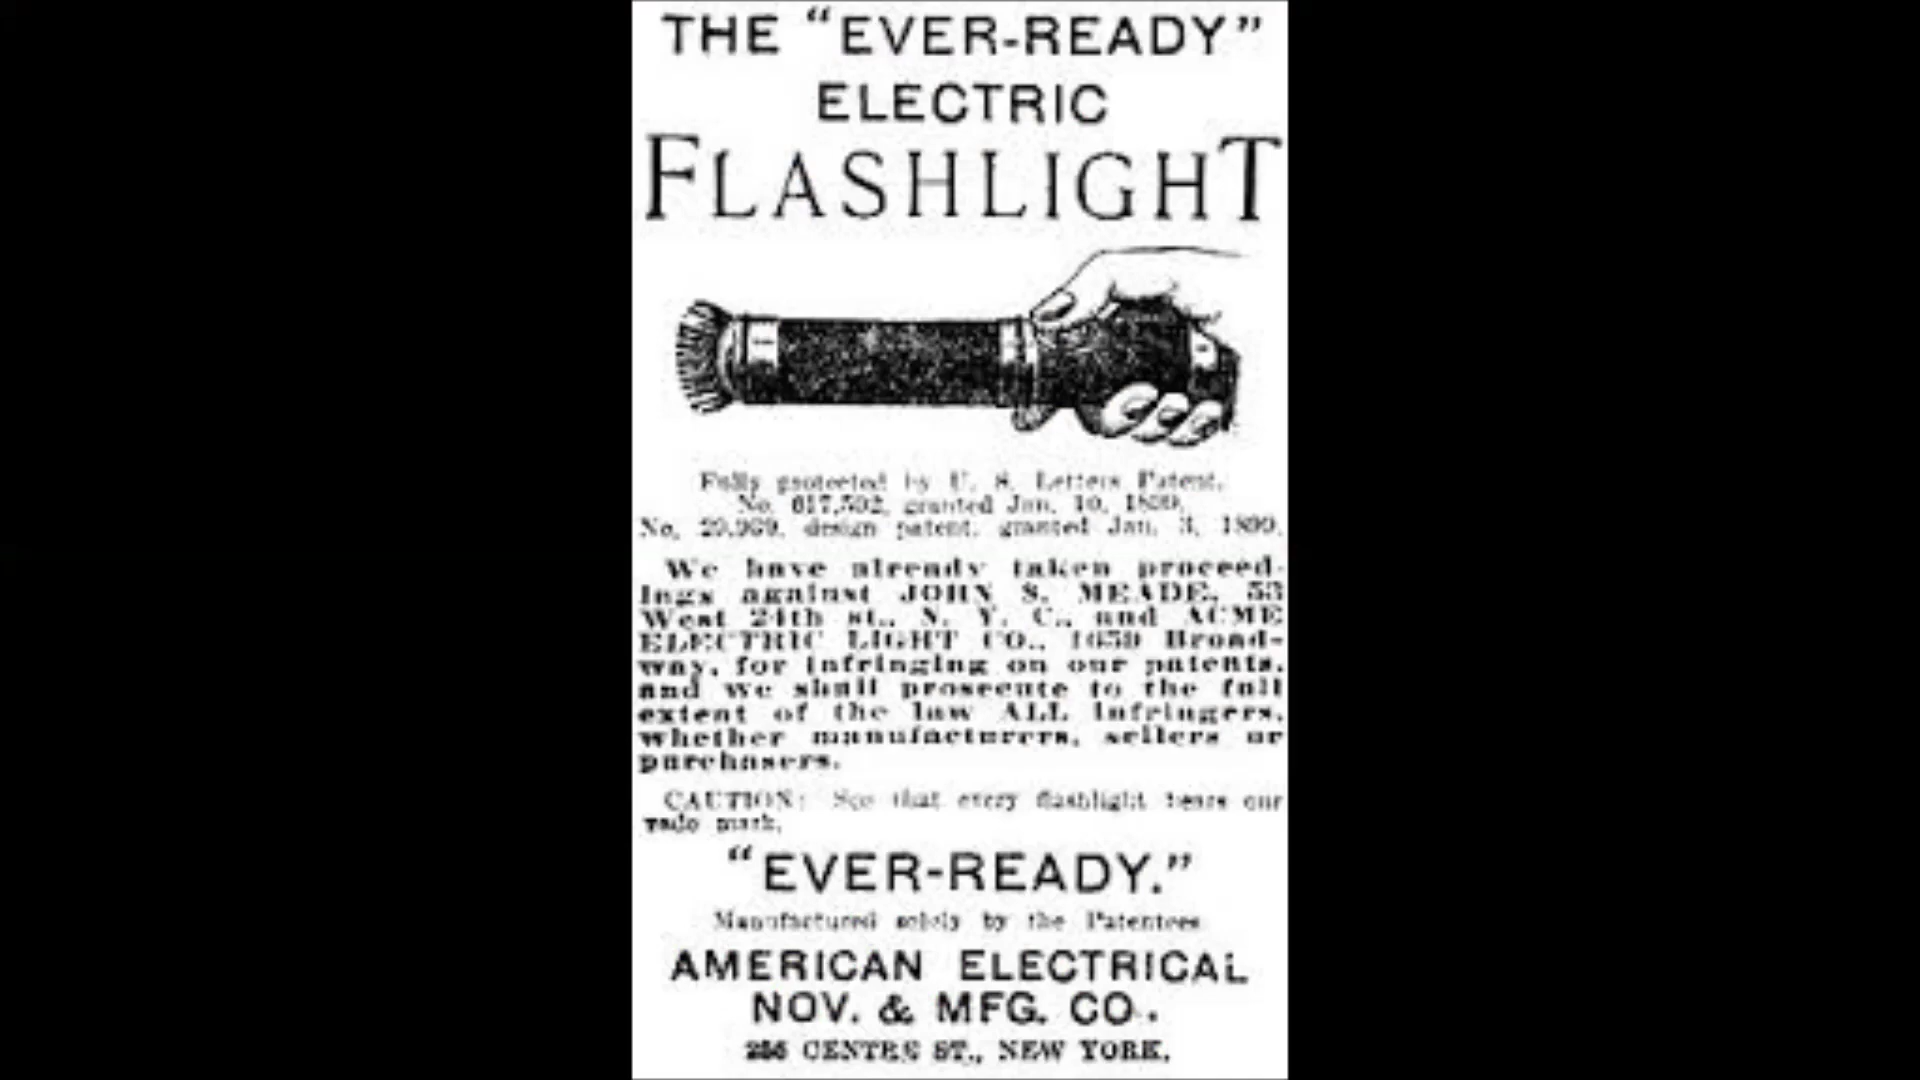 THE “EVER-READY”
ELECTRIC
FLASHLIGHT
Fully protected by U. S. Letters Patent,
No. 617,592, granted Jan. 10, 1899,
No. 29,969, design patent, granted Jan. 3, 1899.
We have already taken proceed-
ings against JOHN S. MEADE, 53
West 24th st., N. Y. C., and ACME
ELECTRIC LIGHT CO., 1659 Broad-
way, for infringing on our patents,
and we shall prosecute to the full
extent of the law ALL infringers,
whether manufacturers, sellers or
purchasers.
CAUTION: See that every flashlight bears our
rade mark,
“EVER-READY.”
Manufactured solely by the Patentees
AMERICAN ELECTRICAL
NOV. & MFG. CO.
256 CENTRE ST., NEW YORK.